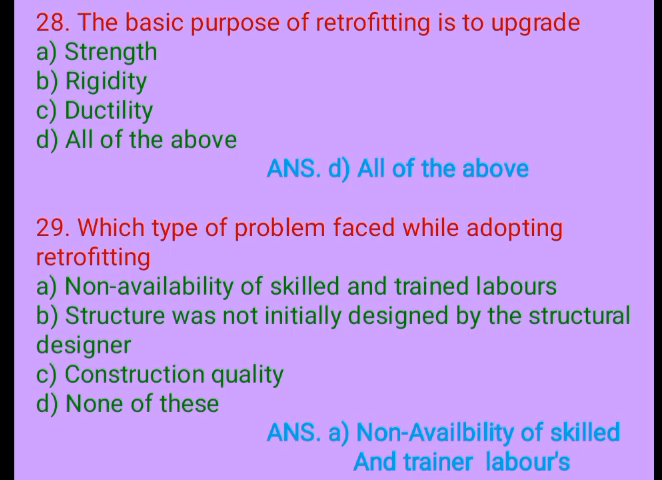 28. The basic purpose of retrofitting is to upgrade
a) Strength
b) Rigidity
c) Ductility
d) All of the above
ANS. d) All of the above
29. Which type of problem faced while adopting
retrofitting
a) Non-availability of skilled and trained labours
b) Structure was not initially designed by the structural
designer
c) Construction quality
d) None of these
ANS. a) Non-Availbility of skilled
And trainer labour's